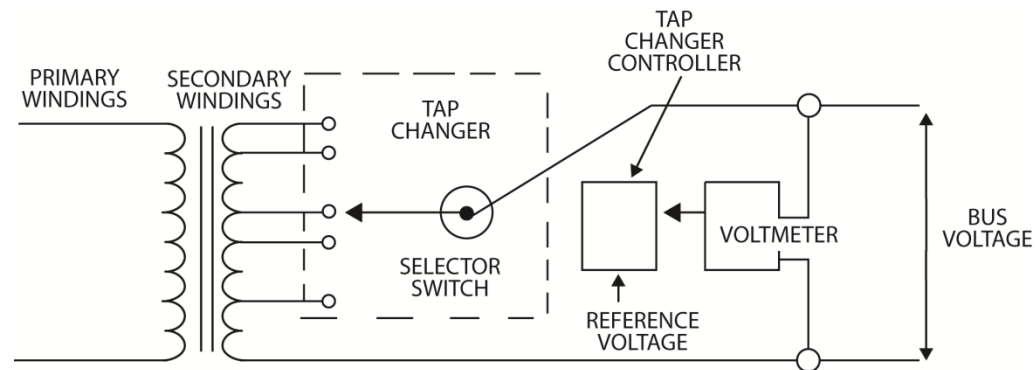 TAP
CHANGER
CONTROLLER
PRIMARY
WINDINGS
SECONDARY
WINDINGS
TAP
CHANGER
SELECTOR
SWITCH
VOLTMETER
REFERENCE
VOLTAGE
BUS
VOLTAGE